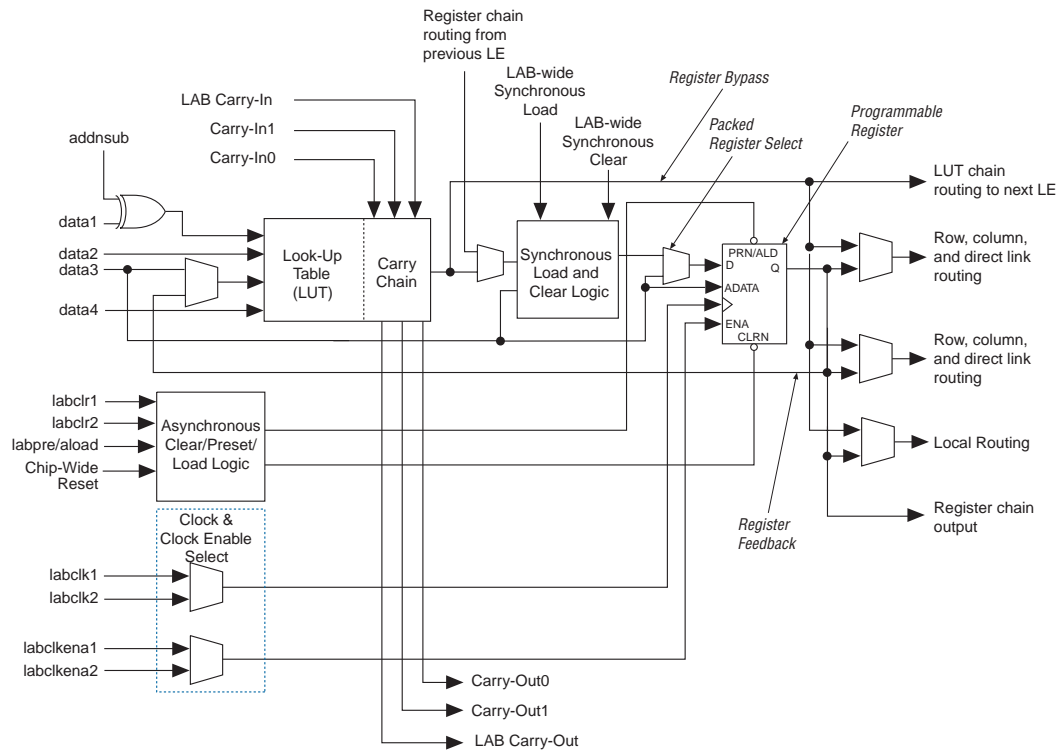 Register chain
routing from
previous LE
LAB-wide
Synchronous
Load
Register Bypass
LAB Carry-In
Carry-In1
Carry-In0
LAB-wide
Synchronous
Clear
Packed
Register Select
Programmable
Register
addnsub
data1
data2
data3
data4
Look-Up
Table
(LUT)
Carry
Chain
Synchronous
Load and
Clear Logic
PRN/ALD
D
Q
ADATA
ENA
CLRN
LUT chain
routing to next LE
Row, column,
and direct link
routing
Row, column,
and direct link
routing
labclr1
labclr2
labpre/aload
Chip-Wide
Reset
Asynchronous
Clear/Preset/
Load Logic
Local Routing
Register chain
output
Register
Feedback
Clock &
Clock Enable
Select
labclk1
labclk2
labclkena1
labclkena2
Carry-Out0
Carry-Out1
LAB Carry-Out